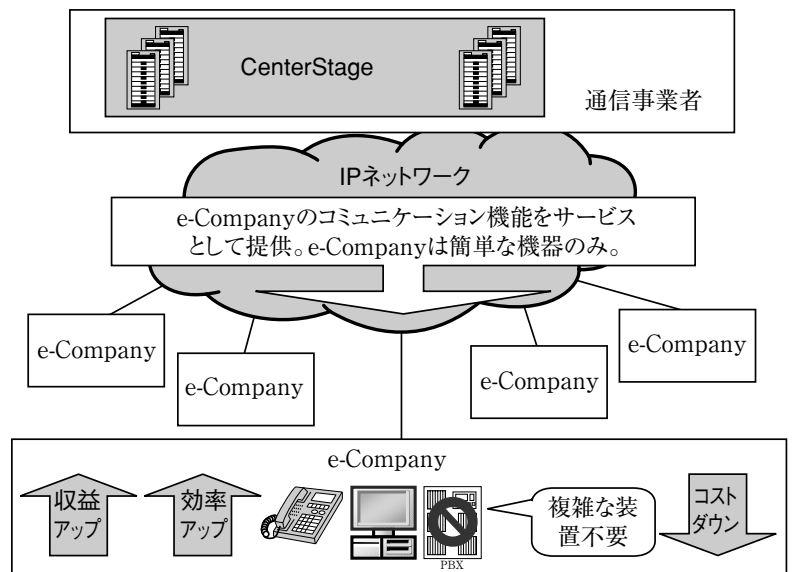 CenterStage
通信事業者
IPネットワーク
e-Companyのコミュニケーション機能をサービス
として提供。e-Companyは簡単な機器のみ。
e-Company
e-Company
e-Company
e-Company
e-Company
収益
アップ
効率
アップ
PBX
複雑な装
置不要
コスト
ダウン